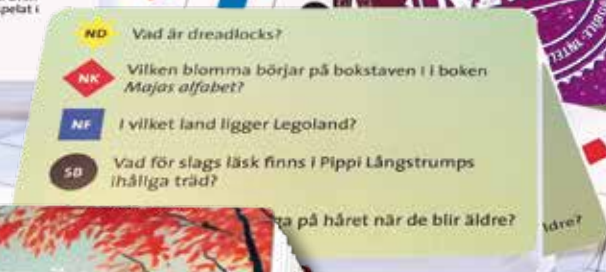 spelat i
ND Vad är dreadlocks?
NK Vilken blomma börjar på bokstaven i i boken
Majas alfabet?
NF I vilket land ligger Legoland?
SB Vad för slags läsk finns i Pippi Långstrumps
ihåliga träd?
på håret när de blir äldre?
ldre?